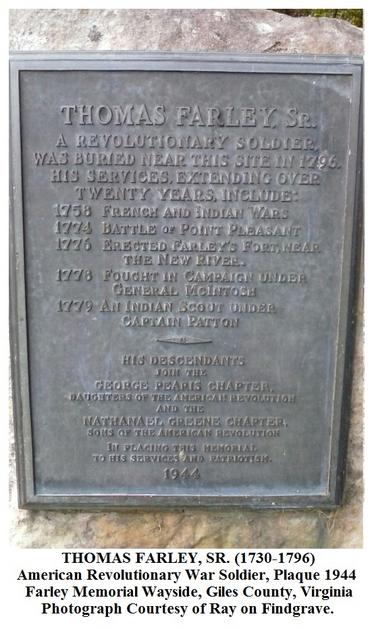 THOMAS FARLEY, SR.
A REVOLUTIONARY SOLDIER,
WAS BURIED NEAR THIS SITE IN 1796.
HIS SERVICES, EXTENDING OVER
TWENTY YEARS, INCLUDE:
1758 FRENCH AND INDIAN WARS
1774 BATTLE OF POINT PLEASANT
1776 ERECTED FARLEY'S FORT, NEAR
THE NEW RIVER.
1778 FOUGHT IN CAMPAIGN UNDER
GENERAL MCINTOSH
1779 AN INDIAN SCOUT UNDER
CAPTAIN PATTON
HIS DESCENDANTS
JOIN THE
GEORGE PEARIS CHAPTER,
DAUGHTERS OF THE AMERICAN REVOLUTION
AND THE
NATHANAEL GREENE CHAPTER,
SONS OF THE AMERICAN REVOLUTION
IN PLACING THIS MEMORIAL
TO HIS SERVICES AND PATRIOTISM.
1944
THOMAS FARLEY, SR. (1730-1796)
American Revolutionary War Soldier, Plaque 1944
Farley Memorial Wayside, Giles County, Virginia
Photograph Courtesy of Ray on Findgrave.